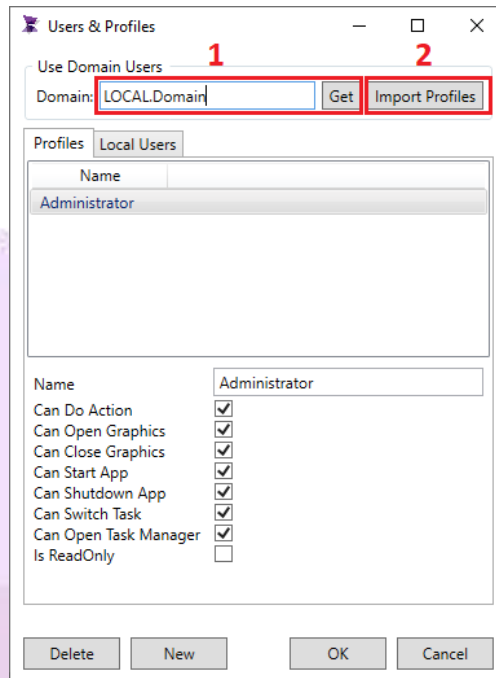 Users & Profiles
1 2
Use Domain Users
Domain: LOCAL.Domain Get Import Profiles
Profiles Local Users
Name
Administrator
Name Administrator
Can Do Action
Can Open Graphics
Can Close Graphics
Can Start App
Can Shutdown App
Can Switch Task
Can Open Task Manager
Is ReadOnly
Delete New OK Cancel